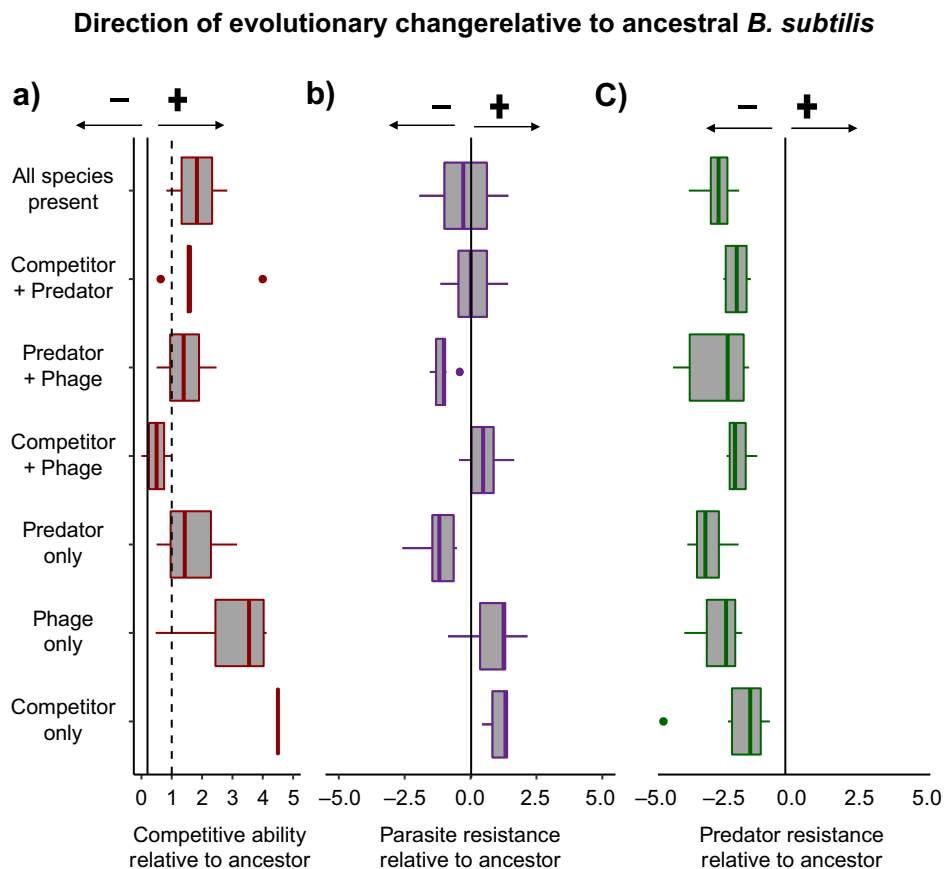 Direction of evolutionary changerelative to ancestral B. subtilis
a)
− +
b)
− +
C)
− +
All species
present
Competitor
+ Predator
Predator
+ Phage
Competitor
+ Phage
Predator
only
Phage
only
Competitor
only
0 1 2 3 4 5
−5.0 −2.5 0.0 2.5 5.0
−5.0 −2.5 0.0 2.5 5.0
Competitive ability
relative to ancestor
Parasite resistance
relative to ancestor
Predator resistance
relative to ancestor